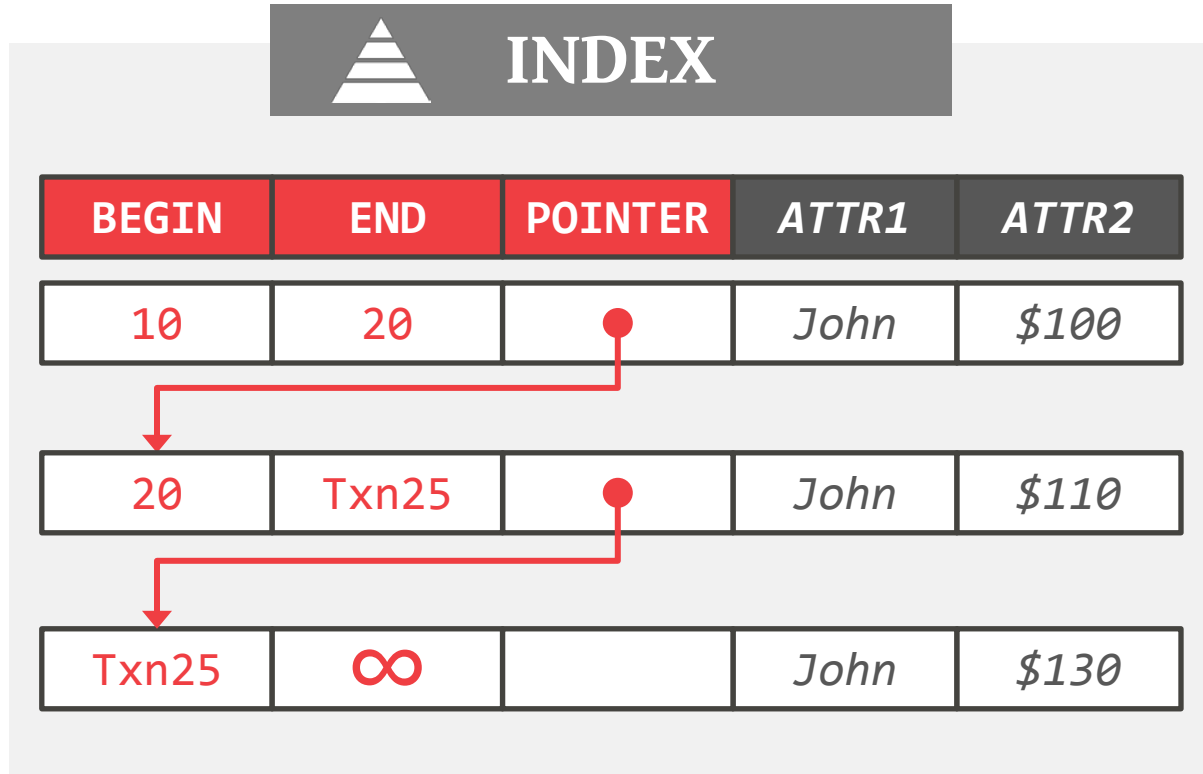 INDEX
BEGIN END POINTER ATTR1 ATTR2
10 20 John $100
20 Txn25 John $110
Txn25 ∞ John $130